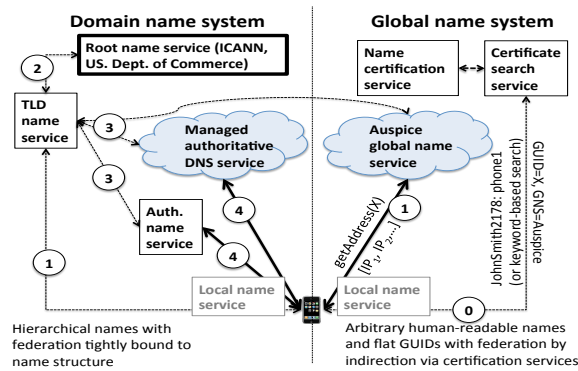 Domain name system
Global name system
Root name service (ICANN,
US. Dept. of Commerce)
Name
certification
service
Certificate
search
service
2
TLD
name
service
3
Managed
authoritative
DNS service
Auspice
global name
service
3
4
1
Auth.
name
service
4
1
getAddress(X)
[IP1, IP2,...]
JohnSmith2178: phone1
(or keyword-based search)
GUID=X, GNS=Auspice
Local name
service
Local name
service
0
Hierarchical names with
federation tightly bound to
name structure
Arbitrary human-readable names
and flat GUIDs with federation by
indirection via certification services